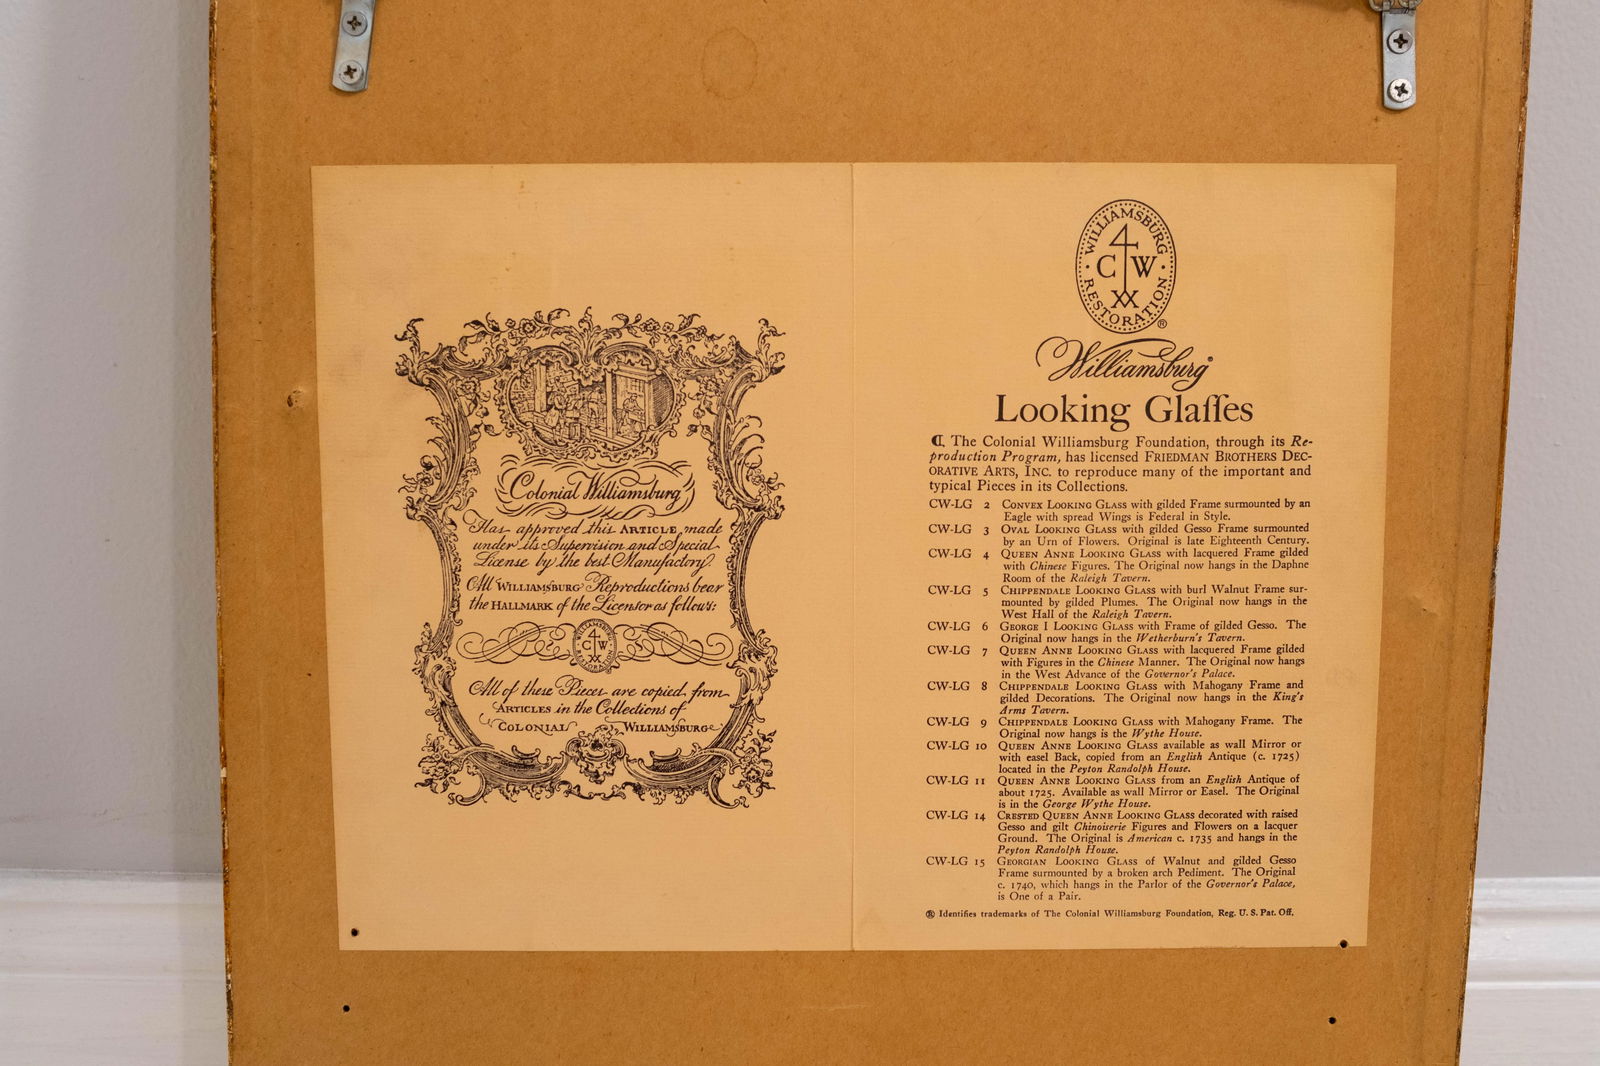 Colonial Williamsburg
Has approved this ARTICLE, made
under its Supervision and Special
License by the best Manufactory.
All WILLIAMSBURG Reproductions bear
the HALLMARK of the Licensor as follows:
WILLIAMSBURG
C W
RESTORATION
All of these Pieces are copied from
ARTICLES in the Collections of
COLONIAL WILLIAMSBURG
WILLIAMSBURG
C W
RESTORATION ®
Williamsburg®
Looking Glaſſes
¶ The Colonial Williamsburg Foundation, through its Re-
production Program, has licensed FRIEDMAN BROTHERS DEC-
ORATIVE ARTS, INC. to reproduce many of the important and
typical Pieces in its Collections.
CW-LG 2 CONVEX LOOKING GLASS with gilded Frame surmounted by an
Eagle with spread Wings is Federal in Style.
CW-LG 3 OVAL LOOKING GLASS with gilded Gesso Frame surmounted
by an Urn of Flowers. Original is late Eighteenth Century.
CW-LG 4 QUEEN ANNE LOOKING GLASS with lacquered Frame gilded
with Chinese Figures. The Original now hangs in the Daphne
Room of the Raleigh Tavern.
CW-LG 5 CHIPPENDALE LOOKING GLASS with burl Walnut Frame sur-
mounted by gilded Plumes. The Original now hangs in the
West Hall of the Raleigh Tavern.
CW-LG 6 GEORGE I LOOKING GLASS with Frame of gilded Gesso. The
Original now hangs in the Wetherburn's Tavern.
CW-LG 7 QUEEN ANNE LOOKING GLASS with lacquered Frame gilded
with Figures in the Chinese Manner. The Original now hangs
in the West Advance of the Governor's Palace.
CW-LG 8 CHIPPENDALE LOOKING GLASS with Mahogany Frame and
gilded Decorations. The Original now hangs in the King's
Arms Tavern.
CW-LG 9 CHIPPENDALE LOOKING GLASS with Mahogany Frame. The
Original now hangs is the Wythe House.
CW-LG 10 QUEEN ANNE LOOKING GLASS available as wall Mirror or
with easel Back, copied from an English Antique (c. 1725)
located in the Peyton Randolph House.
CW-LG 11 QUEEN ANNE LOOKING GLASS from an English Antique of
about 1725. Available as wall Mirror or Easel. The Original
is in the George Wythe House.
CW-LG 14 CRESTED QUEEN ANNE LOOKING GLASS decorated with raised
Gesso and gilt Chinoiserie Figures and Flowers on a lacquer
Ground. The Original is American c. 1735 and hangs in the
Peyton Randolph House.
CW-LG 15 GEORGIAN LOOKING GLASS of Walnut and gilded Gesso
Frame surmounted by a broken arch Pediment. The Original
c. 1740, which hangs in the Parlor of the Governor's Palace,
is One of a Pair.
® Identifies trademarks of The Colonial Williamsburg Foundation, Reg. U. S. Pat. Off.